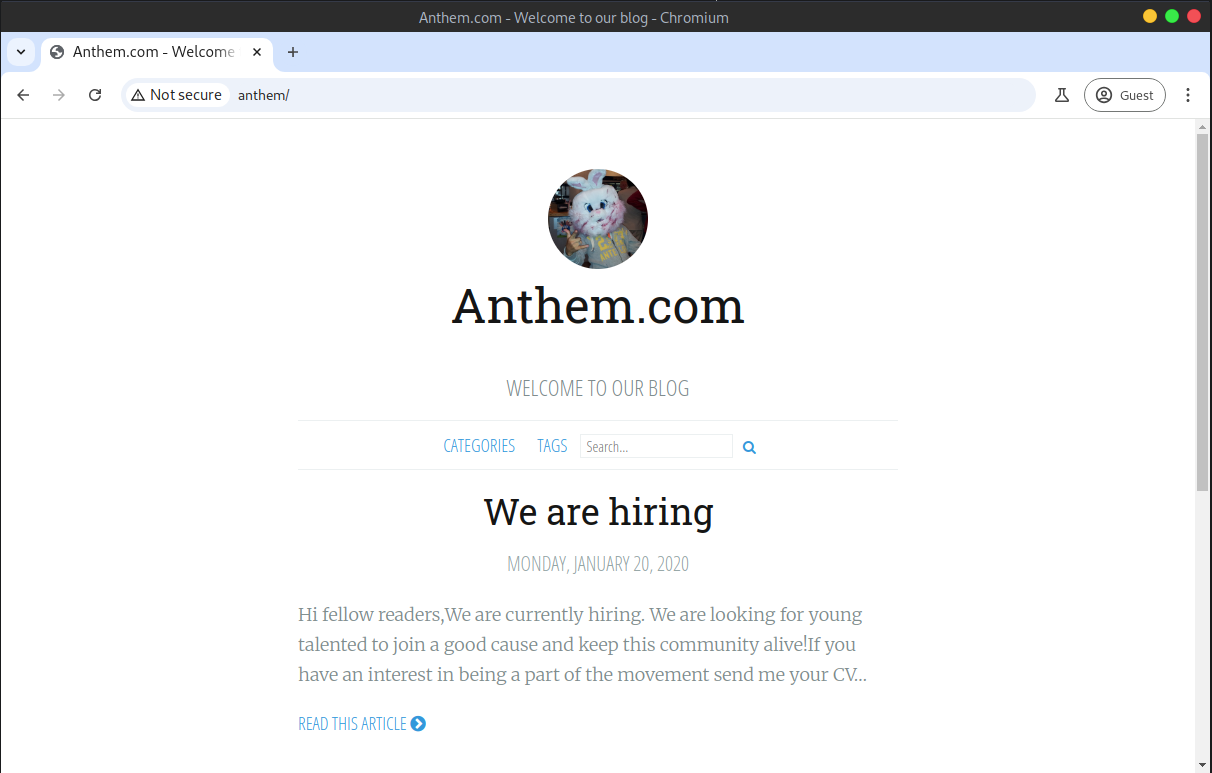 Anthem.com - Welcome to our blog - Chromium
Anthem.com - Welcome
Not secure anthem/ Guest
Anthem.com
WELCOME TO OUR BLOG
CATEGORIES TAGS Search...
We are hiring
MONDAY, JANUARY 20, 2020
Hi fellow readers,We are currently hiring. We are looking for young
talented to join a good cause and keep this community alive!If you
have an interest in being a part of the movement send me your CV...
READ THIS ARTICLE